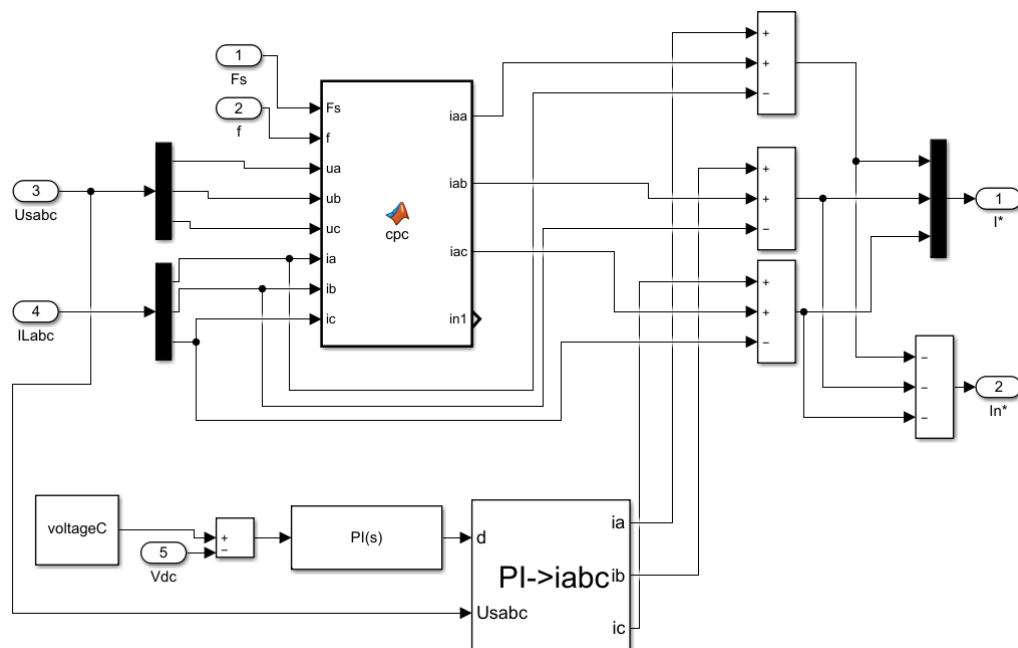 1
Fs
2
f
3
Usabc
4
ILabc
Fs
f
ua
ub
uc
ia
ib
ic
cpc
iaa
iab
iac
in1
+
+
−
+
+
−
+
+
−
1
I*
−
−
−
2
In*
voltageC
5
Vdc
+
−
PI(s)
d
Usabc
PI->iabc
ia
ib
ic